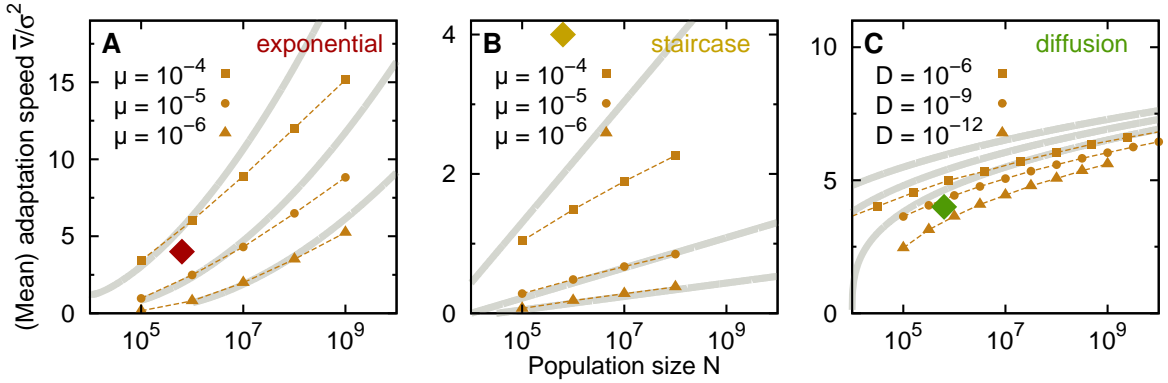 (Mean) adaptation speed v̅/σ²
A
exponential
μ = 10⁻⁴
μ = 10⁻⁵
μ = 10⁻⁶
15
10
5
0
10⁵ 10⁷ 10⁹
B
staircase
μ = 10⁻⁴
μ = 10⁻⁵
μ = 10⁻⁶
4
2
0
10⁵ 10⁷ 10⁹
Population size N
C
diffusion
D = 10⁻⁶
D = 10⁻⁹
D = 10⁻¹²
10
5
0
10⁵ 10⁷ 10⁹